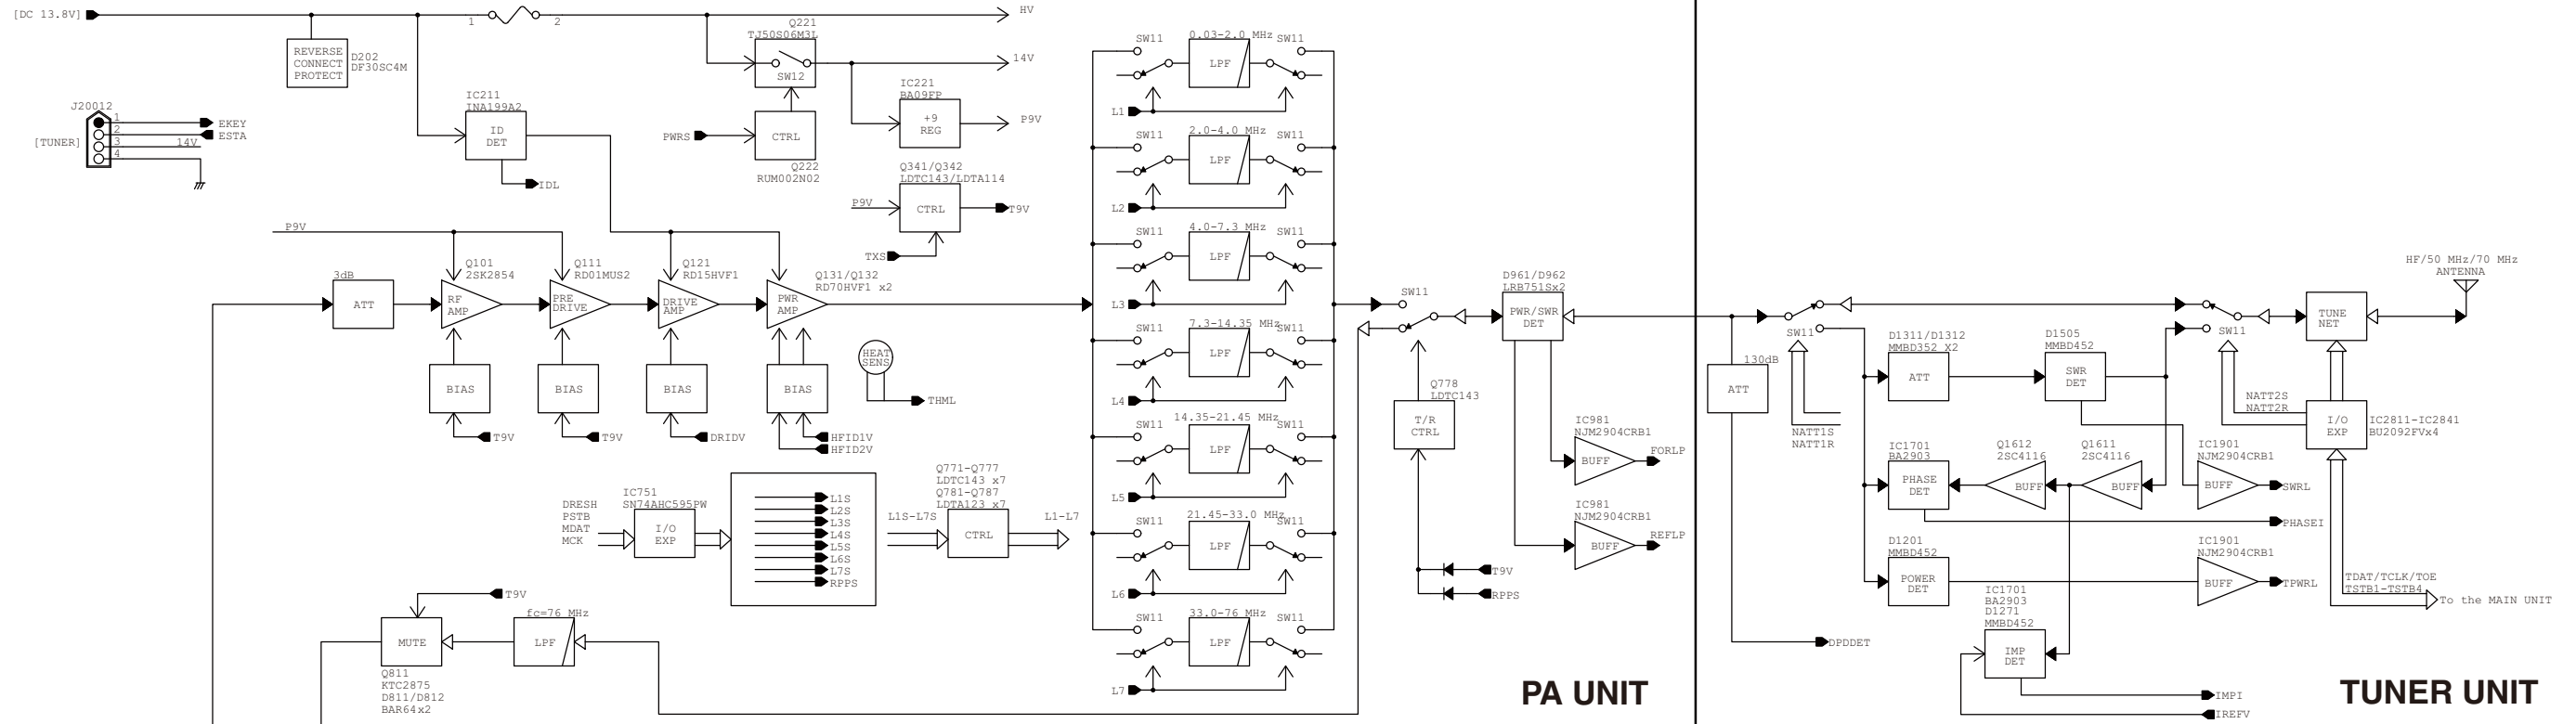 [DC 13.8V]
1
2
HV
REVERSE
CONNECT
PROTECT
D202
DF30SC4M
Q221
TJ50S06M3L
SW12
14V
IC221
BA09FP
+9
REG
P9V
J20012
[TUNER]
1
2
3
4
EKEY
ESTA
14V
IC211
INA199A2
ID
DET
IDL
PWRS
CTRL
Q222
RUM002N02
Q341/Q342
LDTC143/LDTA114
P9V
CTRL
T9V
TXS
P9V
3dB
ATT
Q101
2SK2854
RF
AMP
Q111
RD01MUS2
PRE
DRIVE
Q121
RD15HVF1
DRIVE
AMP
Q131/Q132
RD70HVF1 x2
PWR
AMP
BIAS
BIAS
BIAS
BIAS
T9V
T9V
DRIDV
HFID1V
HFID2V
HEAT
SENS
THML
DRESH
PSTB
MDAT
MCK
IC751
SN74AHC595PW
I/O
EXP
L1S
L2S
L3S
L4S
L5S
L6S
L7S
RPPS
L1S-L7S
Q771-Q777
LDTC143 x7
Q781-Q787
LDTA123 x7
CTRL
L1-L7
T9V
MUTE
Q811
KTC2875
D811/D812
BAR64x2
fc=76 MHz
LPF
SW11
0.03-2.0 MHz
SW11
LPF
L1
SW11
2.0-4.0 MHz
SW11
LPF
L2
SW11
4.0-7.3 MHz
SW11
LPF
L3
SW11
7.3-14.35 MHz
SW11
LPF
L4
SW11
14.35-21.45 MHz
SW11
LPF
L5
SW11
21.45-33.0 MHz
SW11
LPF
L6
SW11
33.0-76 MHz
SW11
LPF
L7
SW11
D961/D962
LRB751Sx2
PWR/SWR
DET
Q778
LDTC143
T/R
CTRL
T9V
RPPS
IC981
NJM2904CRB1
BUFF
FORLP
IC981
NJM2904CRB1
BUFF
REFLP
PA UNIT
130dB
ATT
DPDDET
SW11
NATT1S
NATT1R
D1311/D1312
MMBD352 X2
ATT
D1505
MMBD452
SWR
DET
SW11
HF/50 MHz/70 MHz
ANTENNA
TUNE
NET
NATT2S
NATT2R
I/O
EXP
IC2811-IC2841
BU2092FVx4
IC1701
BA2903
PHASE
DET
Q1612
2SC4116
BUFF
Q1611
2SC4116
BUFF
IC1901
NJM2904CRB1
BUFF
SWRL
PHASEI
D1201
MMBD452
POWER
DET
IC1901
NJM2904CRB1
BUFF
TPWRL
IC1701
BA2903
D1271
MMBD452
IMP
DET
IMPI
IREFV
TDAT/TCLK/TOE
TSTB1-TSTB4
To the MAIN UNIT
TUNER UNIT